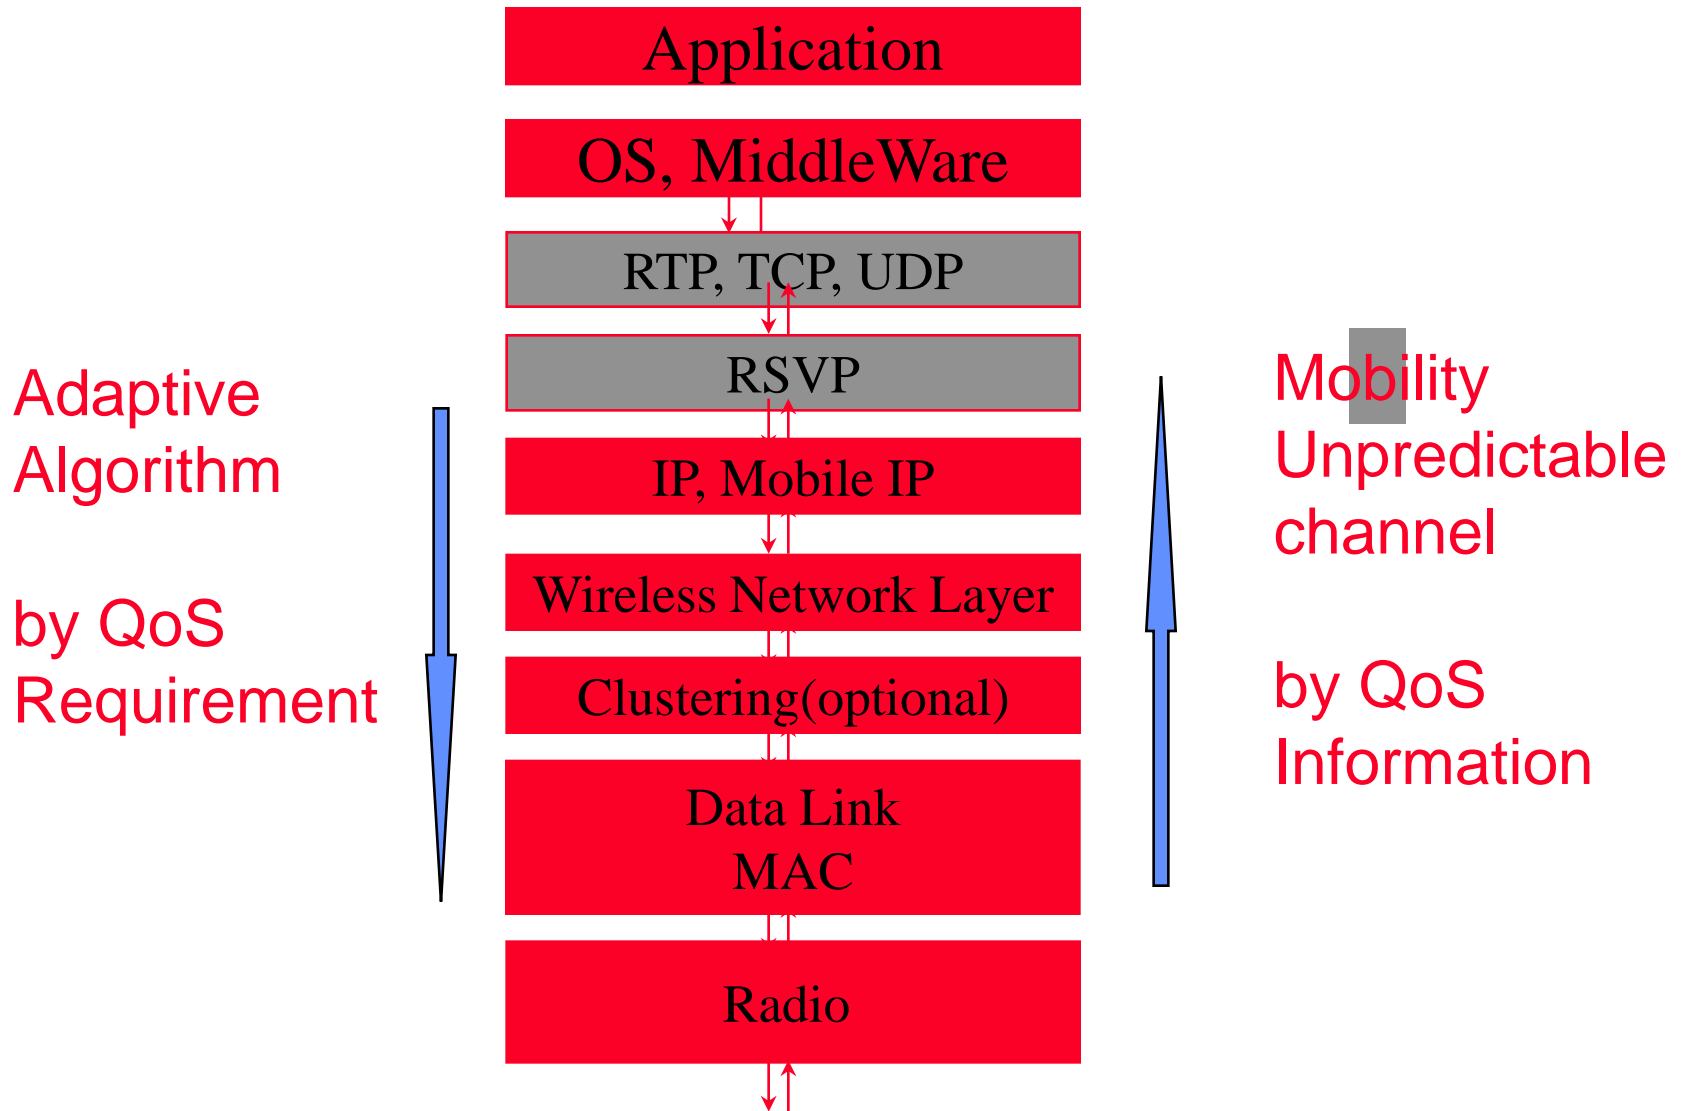 Application
OS, MiddleWare
RTP, TCP, UDP
RSVP
IP, Mobile IP
Wireless Network Layer
Clustering(optional)
Data Link
MAC
Radio
Adaptive
Algorithm
by QoS
Requirement
Mobility
Unpredictable
channel
by QoS
Information